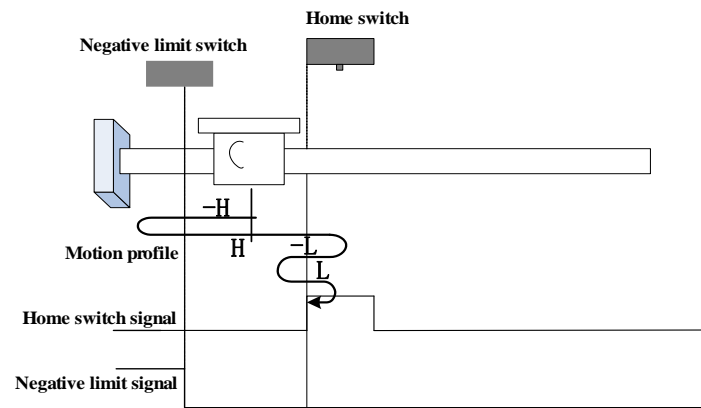 Home switch
Negative limit switch
-H
H
-L
Motion profile
L
Home switch signal
Negative limit signal